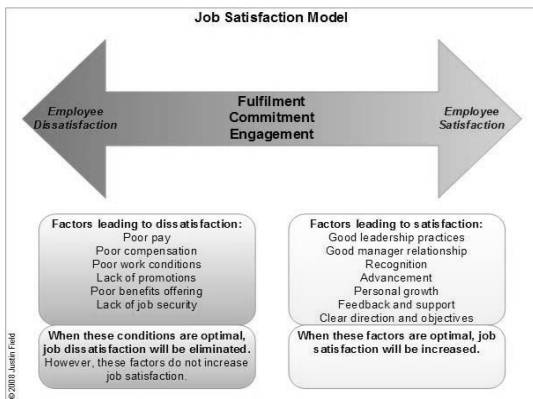 Job Satisfaction Model
Employee
Dissatisfaction
Fulfilment
Commitment
Engagement
Employee
Satisfaction
Factors leading to dissatisfaction:
Poor pay
Poor compensation
Poor work conditions
Lack of promotions
Poor benefits offering
Lack of job security
When these conditions are optimal,
job dissatisfaction will be eliminated.
However, these factors do not increase
job satisfaction.
Factors leading to satisfaction:
Good leadership practices
Good manager relationship
Recognition
Advancement
Personal growth
Feedback and support
Clear direction and objectives
When these factors are optimal, job
satisfaction will be increased.
©2008 Justin Field